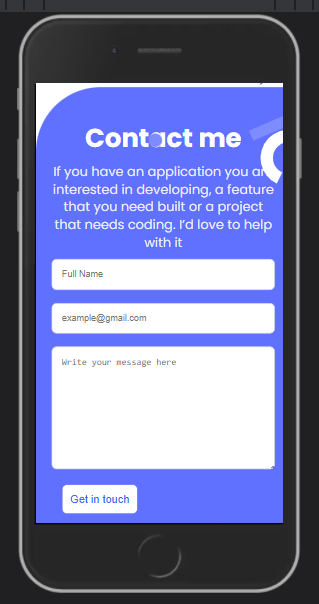 Contact me
If you have an application you are
interested in developing, a feature
that you need built or a project
that needs coding. I'd love to help
with it
Full Name
example@gmail.com
Write your message here
Get in touch